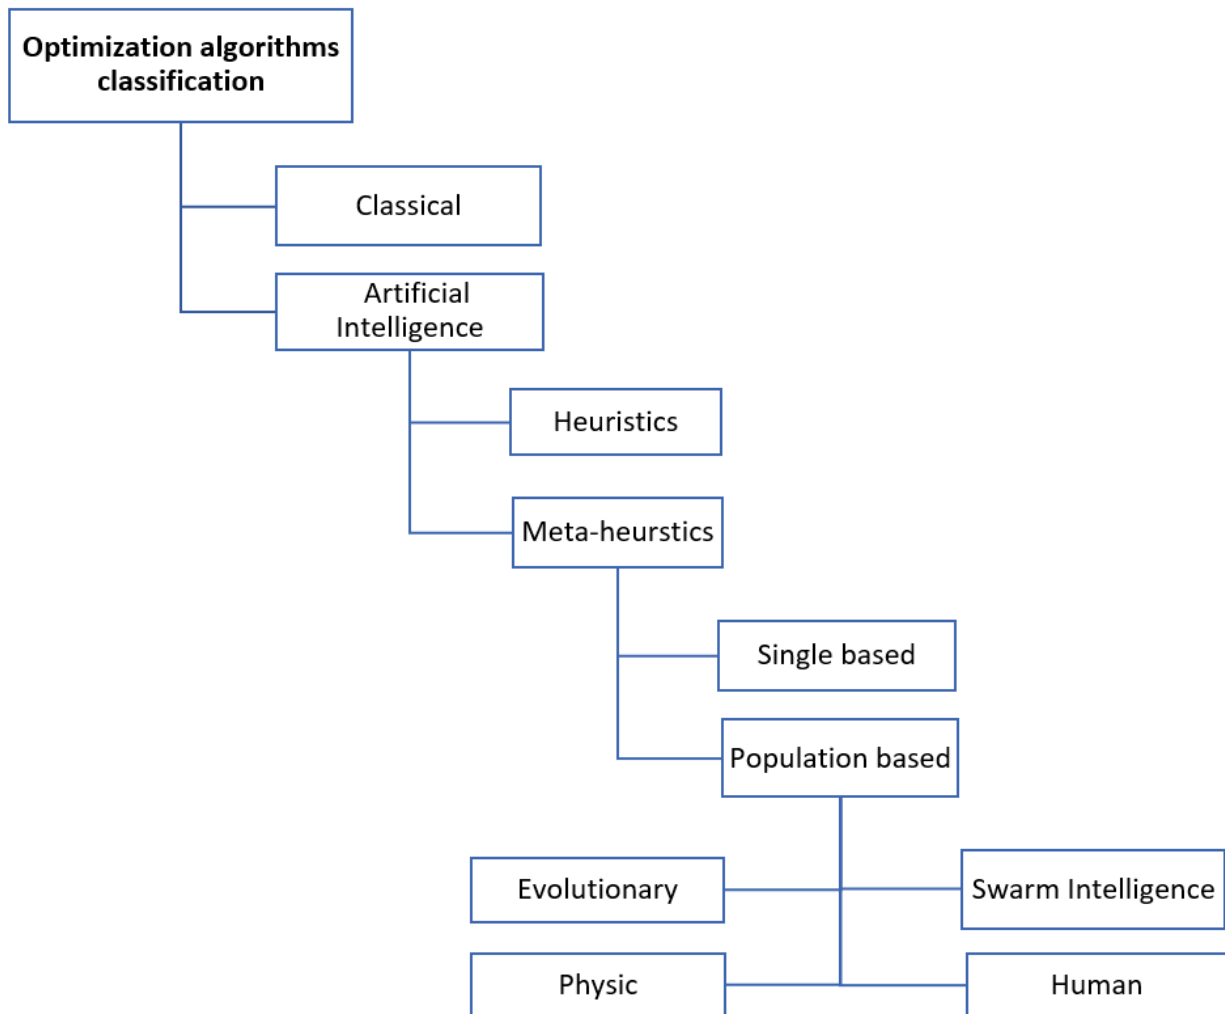 Optimization algorithms
classification
Classical
Artificial
Intelligence
Heuristics
Meta-heurstics
Single based
Population based
Evolutionary
Swarm Intelligence
Physic
Human